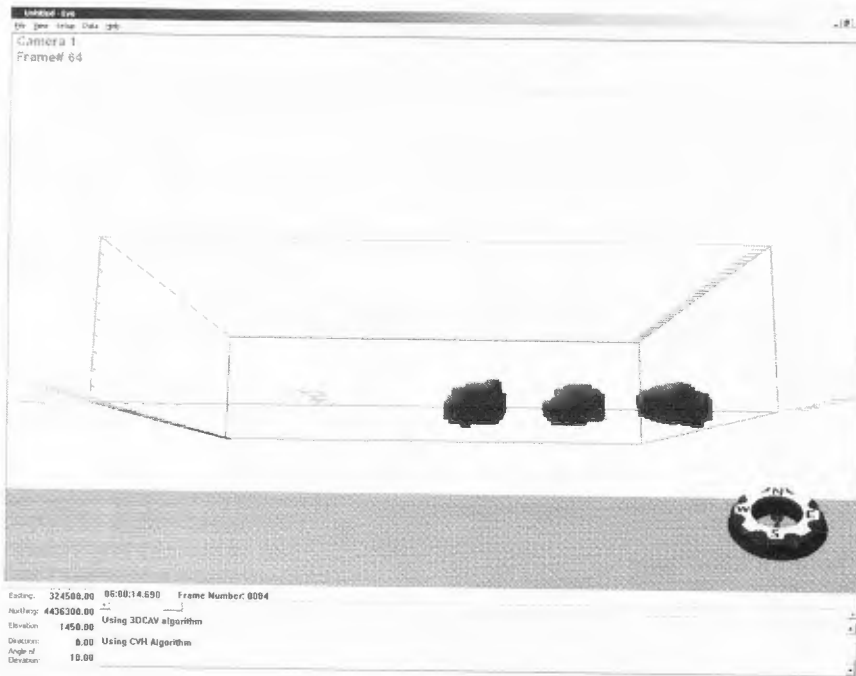 Untitled - Eye
File View Setup Data Help
Camera 1
Frame# 64
N
W E
S
Easting: 324500.00 06:00:14.690 Frame Number: 0084
Northing: 4436300.00
Using 3DCAV algorithm
Elevation 1450.00
Direction: 0.00 Using CVH Algorithm
Angle of
Elevation: 10.00